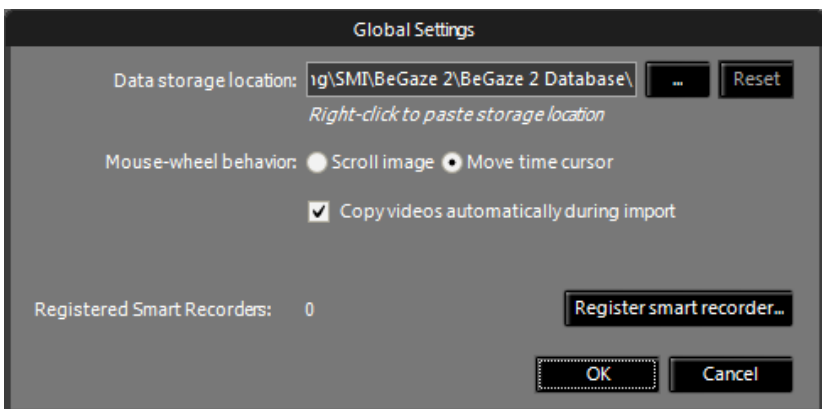 Global Settings
Data storage location: ng\SMI\BeGaze 2\BeGaze 2 Database\ ... Reset
Right-click to paste storage location
Mouse-wheel behavior: Scroll image Move time cursor
Copy videos automatically during import
Registered Smart Recorders: 0 Register smart recorder...
OK Cancel